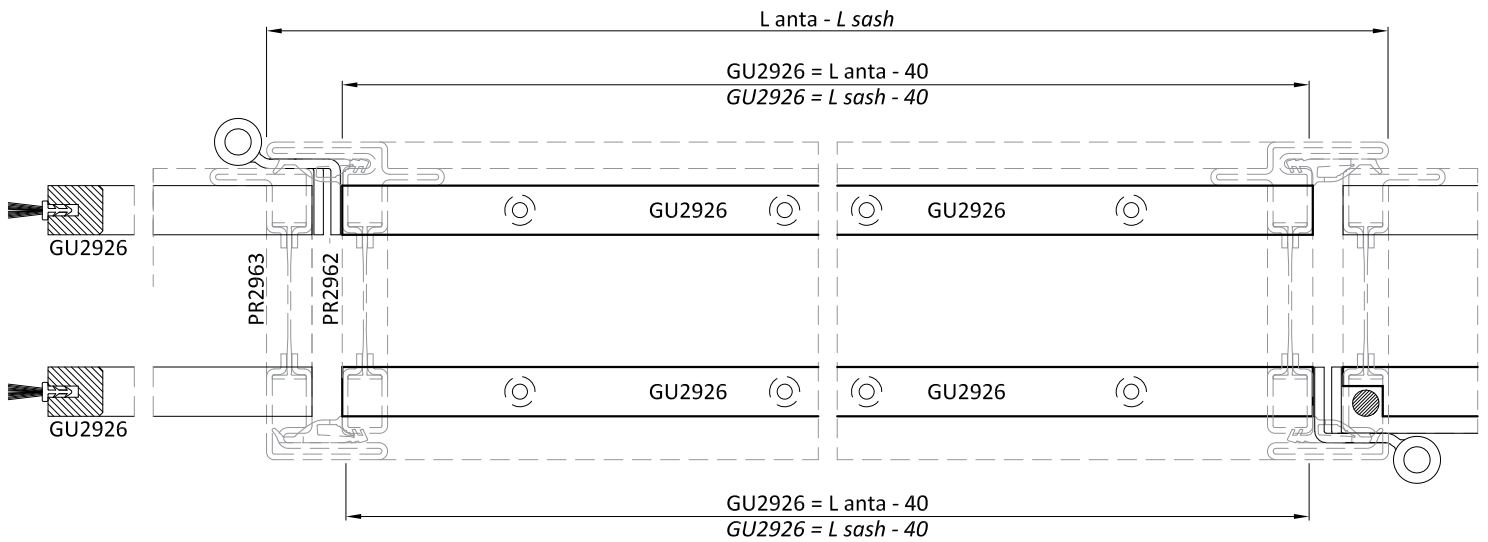 L anta - L sash
GU2926 = L anta - 40
GU2926 = L sash - 40
GU2926
GU2926
GU2926
PR2963
PR2962
GU2926
GU2926
GU2926
GU2926 = L anta - 40
GU2926 = L sash - 40